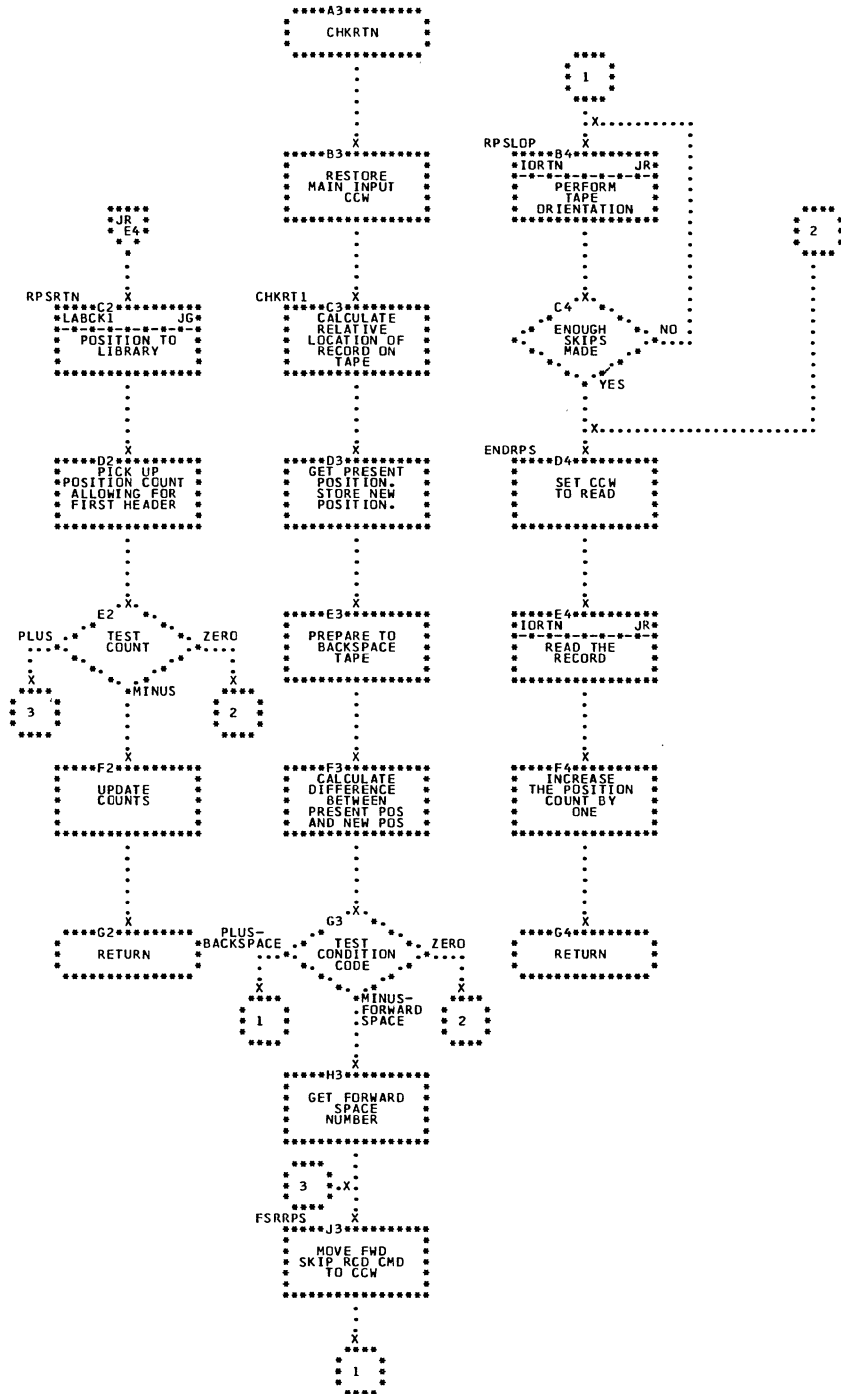 A3
CHKRTN
1
RPSLOP
B3
RESTORE
MAIN INPUT
CCW
B4
IORTN JR
PERFORM
TAPE
ORIENTATION
JR
E4
2
RPSRTN
C2
LABCK1 JG
POSITION TO
LIBRARY
CHKRT1
C3
CALCULATE
RELATIVE
LOCATION OF
RECORD ON
TAPE
C4
ENOUGH
SKIPS
MADE
NO
YES
D2
PICK UP
POSITION COUNT
ALLOWING FOR
FIRST HEADER
D3
GET PRESENT
POSITION.
STORE NEW
POSITION.
ENDRPS
D4
SET CCW
TO READ
E2
PLUS
TEST
COUNT
ZERO
MINUS
3
2
E3
PREPARE TO
BACKSPACE
TAPE
E4
IORTN JR
READ THE
RECORD
F2
UPDATE
COUNTS
F3
CALCULATE
DIFFERENCE
BETWEEN
PRESENT POS
AND NEW POS
F4
INCREASE
THE POSITION
COUNT BY
ONE
G2
RETURN
G3
PLUS-
BACKSPACE
TEST
CONDITION
CODE
ZERO
MINUS-
FORWARD
SPACE
1
2
G4
RETURN
H3
GET FORWARD
SPACE
NUMBER
3
FSRRPS
J3
MOVE FWD
SKIP RCD CMD
TO CCW
1